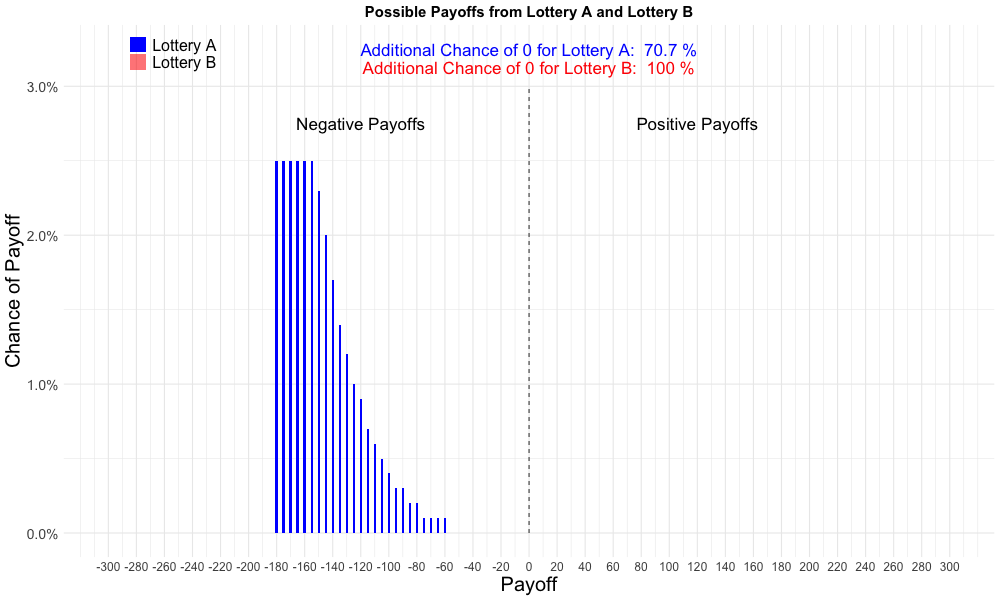 Possible Payoffs from Lottery A and Lottery B
Lottery A
Lottery B
Additional Chance of 0 for Lottery A:  70.7 %
Additional Chance of 0 for Lottery B:  100 %
Negative Payoffs
Positive Payoffs
Chance of Payoff
3.0%
2.0%
1.0%
0.0%
-300 -280 -260 -240 -220 -200 -180 -160 -140 -120 -100 -80 -60 -40 -20 0 20 40 60 80 100 120 140 160 180 200 220 240 260 280 300
Payoff